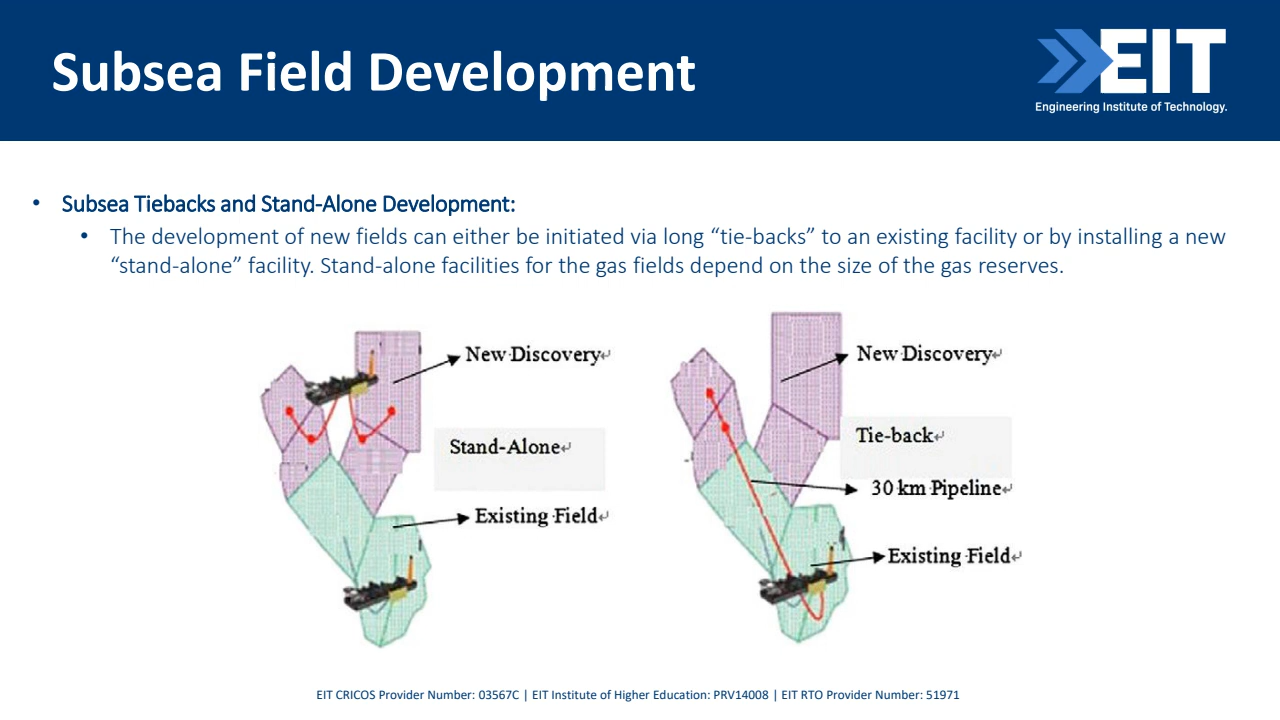 Subsea Field Development
EIT
Engineering Institute of Technology.
• Subsea Tiebacks and Stand-Alone Development:
• The development of new fields can either be initiated via long “tie-backs” to an existing facility or by installing a new
“stand-alone” facility. Stand-alone facilities for the gas fields depend on the size of the gas reserves.
New Discovery↵
Stand-Alone↵
Existing Field↵
New Discovery↵
Tie-back↵
30 km Pipeline↵
Existing Field↵
EIT CRICOS Provider Number: 03567C | EIT Institute of Higher Education: PRV14008 | EIT RTO Provider Number: 51971